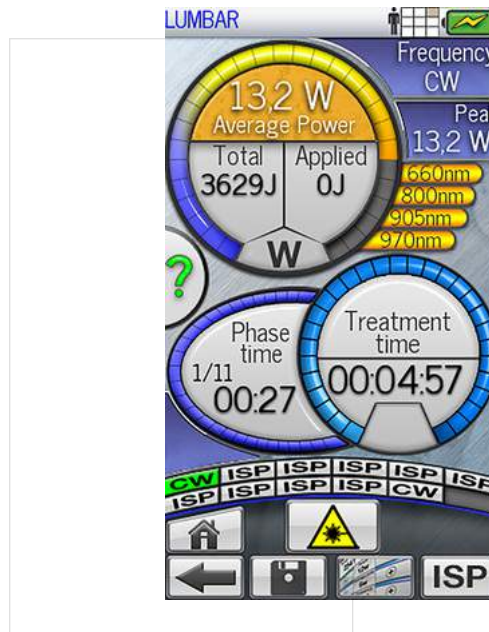 LUMBAR
Frequency
CW
13,2 W
Average Power
Pea
13,2 W
Total
3629J
Applied
0J
660nm
800nm
905nm
970nm
W
?
Phase
time
1/11
00:27
Treatment
time
00:04:57
CW ISP ISP ISP ISP ISP
ISP ISP ISP ISP CW
ISP